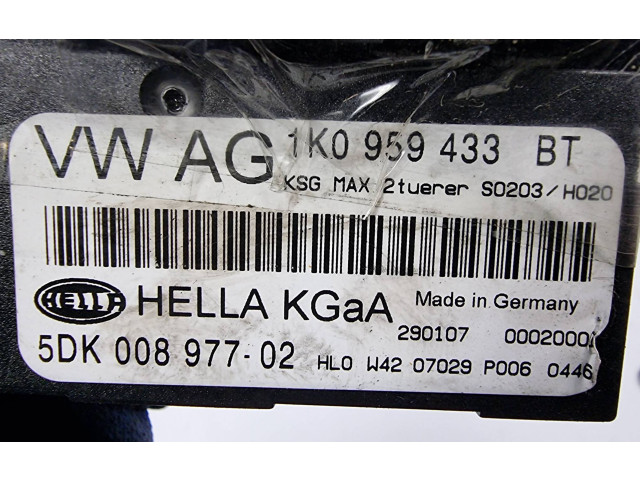 VW AG 1K0 959 433 BT
KSG MAX 2tuerer S0203/H020
HELLA HELLA KGaA Made in Germany
290107 0002000
5DK 008 977-02 HL0 W42 07029 P006 0446